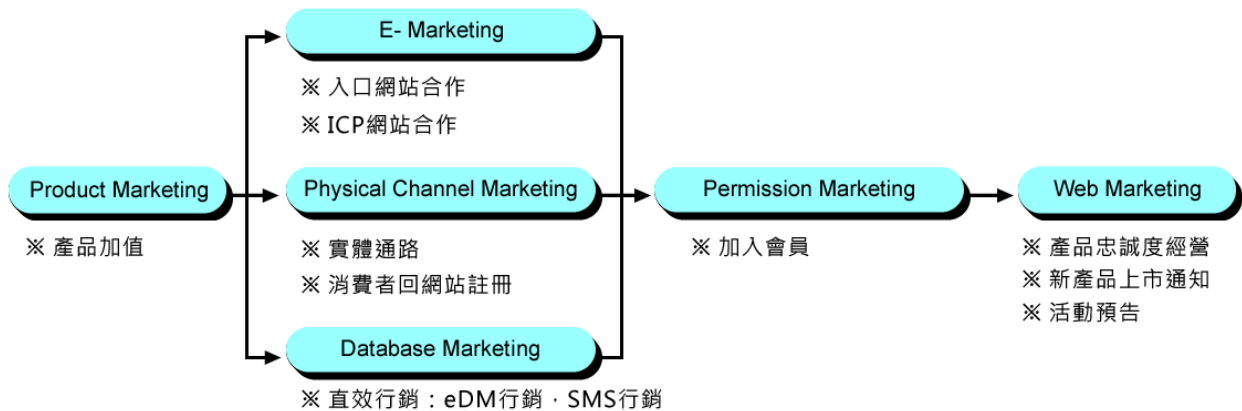 E- Marketing
※ 入口網站合作
※ ICP網站合作
Product Marketing
※ 產品加值
Physical Channel Marketing
※ 實體通路
※ 消費者回網站註冊
Database Marketing
※ 直效行銷：eDM行銷，SMS行銷
Permission Marketing
※ 加入會員
Web Marketing
※ 產品忠誠度經營
※ 新產品上市通知
※ 活動預告